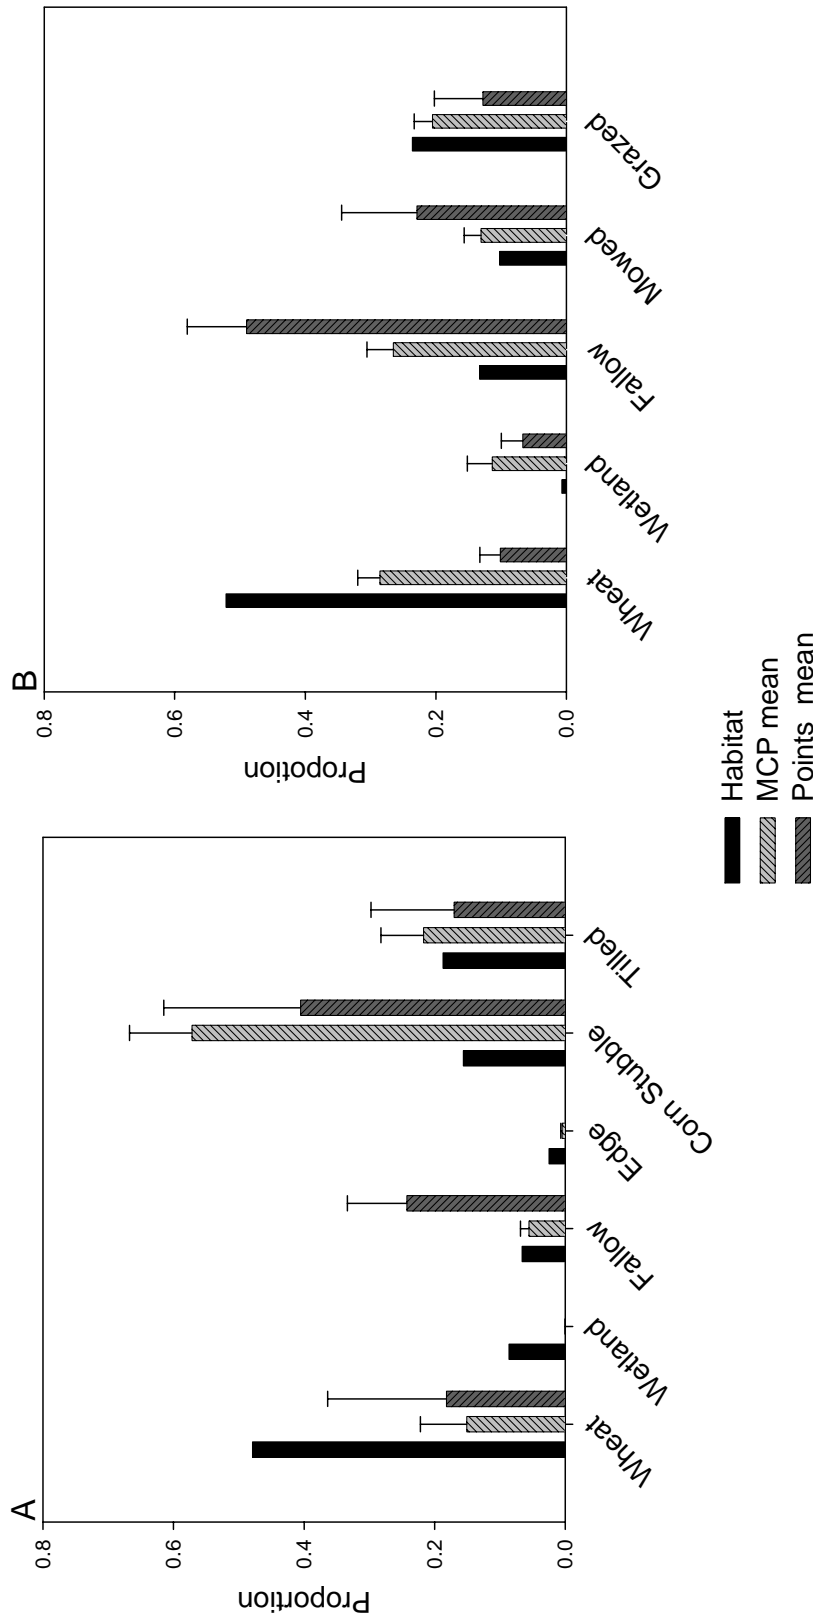 A
0.8
0.6
0.4
0.2
0.0
Proportion
Wheat
Wetland
Fallow
Edge
Corn Stubble
Tilled
B
0.8
0.6
0.4
0.2
0.0
Propotion
Wheat
Wetland
Fallow
Mowed
Grazed
Habitat
MCP mean
Points mean